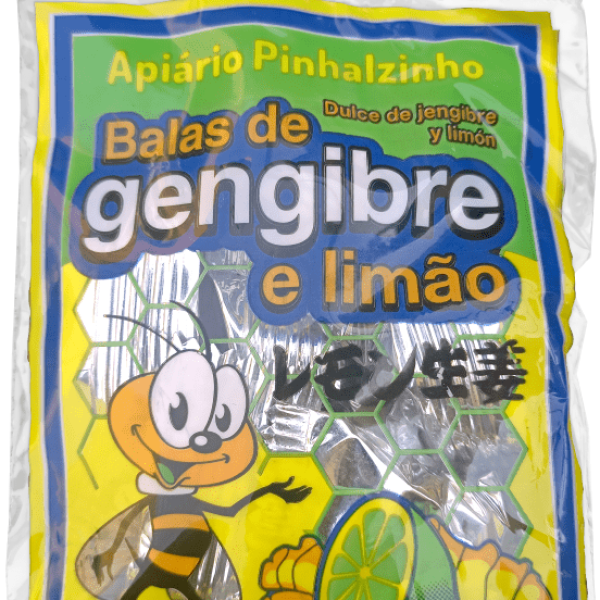 Apiário Pinhalzinho
Balas de
Dulce de jengibre
y limón
gengibre
e limão
レモン生姜